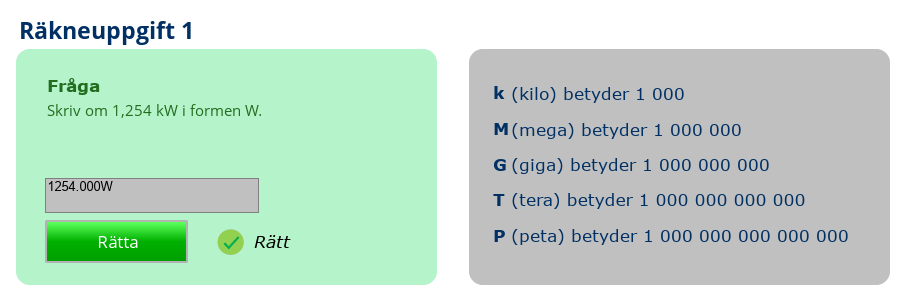 Räkneuppgift 1
Fråga
Skriv om 1,254 kW i formen W.
1254.000W
Rätta
Rätt
k (kilo) betyder 1 000
M (mega) betyder 1 000 000
G (giga) betyder 1 000 000 000
T (tera) betyder 1 000 000 000 000
P (peta) betyder 1 000 000 000 000 000